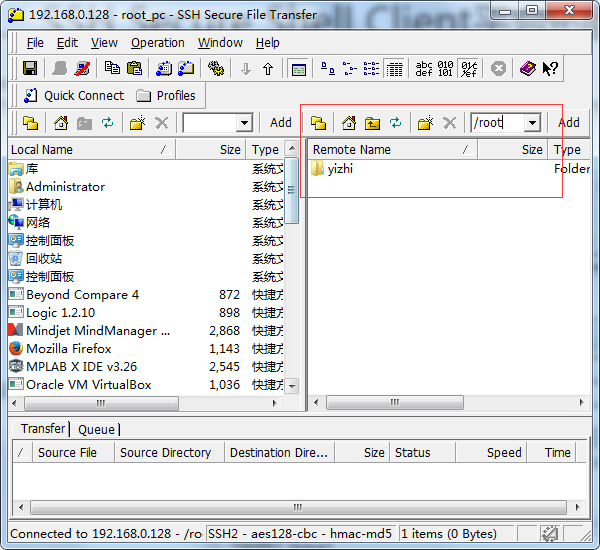 192.168.0.128 - root_pc - SSH Secure File Transfer
File Edit View Operation Window Help
abc def 010 101
Quick Connect Profiles
Add /root Add
Local Name / Size Type
Remote Name / Size Type
库 系统文
Administrator 系统文
计算机 系统文
网络 系统文
控制面板 系统文
回收站 系统文
控制面板 系统文
Beyond Compare 4 872 快捷方
Logic 1.2.10 898 快捷方
Mindjet MindManager ... 2,868 快捷方
Mozilla Firefox 1,143 快捷方
MPLAB X IDE v3.26 2,545 快捷方
Oracle VM VirtualBox 1,036 快捷方
yizhi Folder
Transfer Queue
/ Source File Source Directory Destination Dire... Size Status Speed Time
Connected to 192.168.0.128 - /ro SSH2 - aes128-cbc - hmac-md5 1 items (0 Bytes)